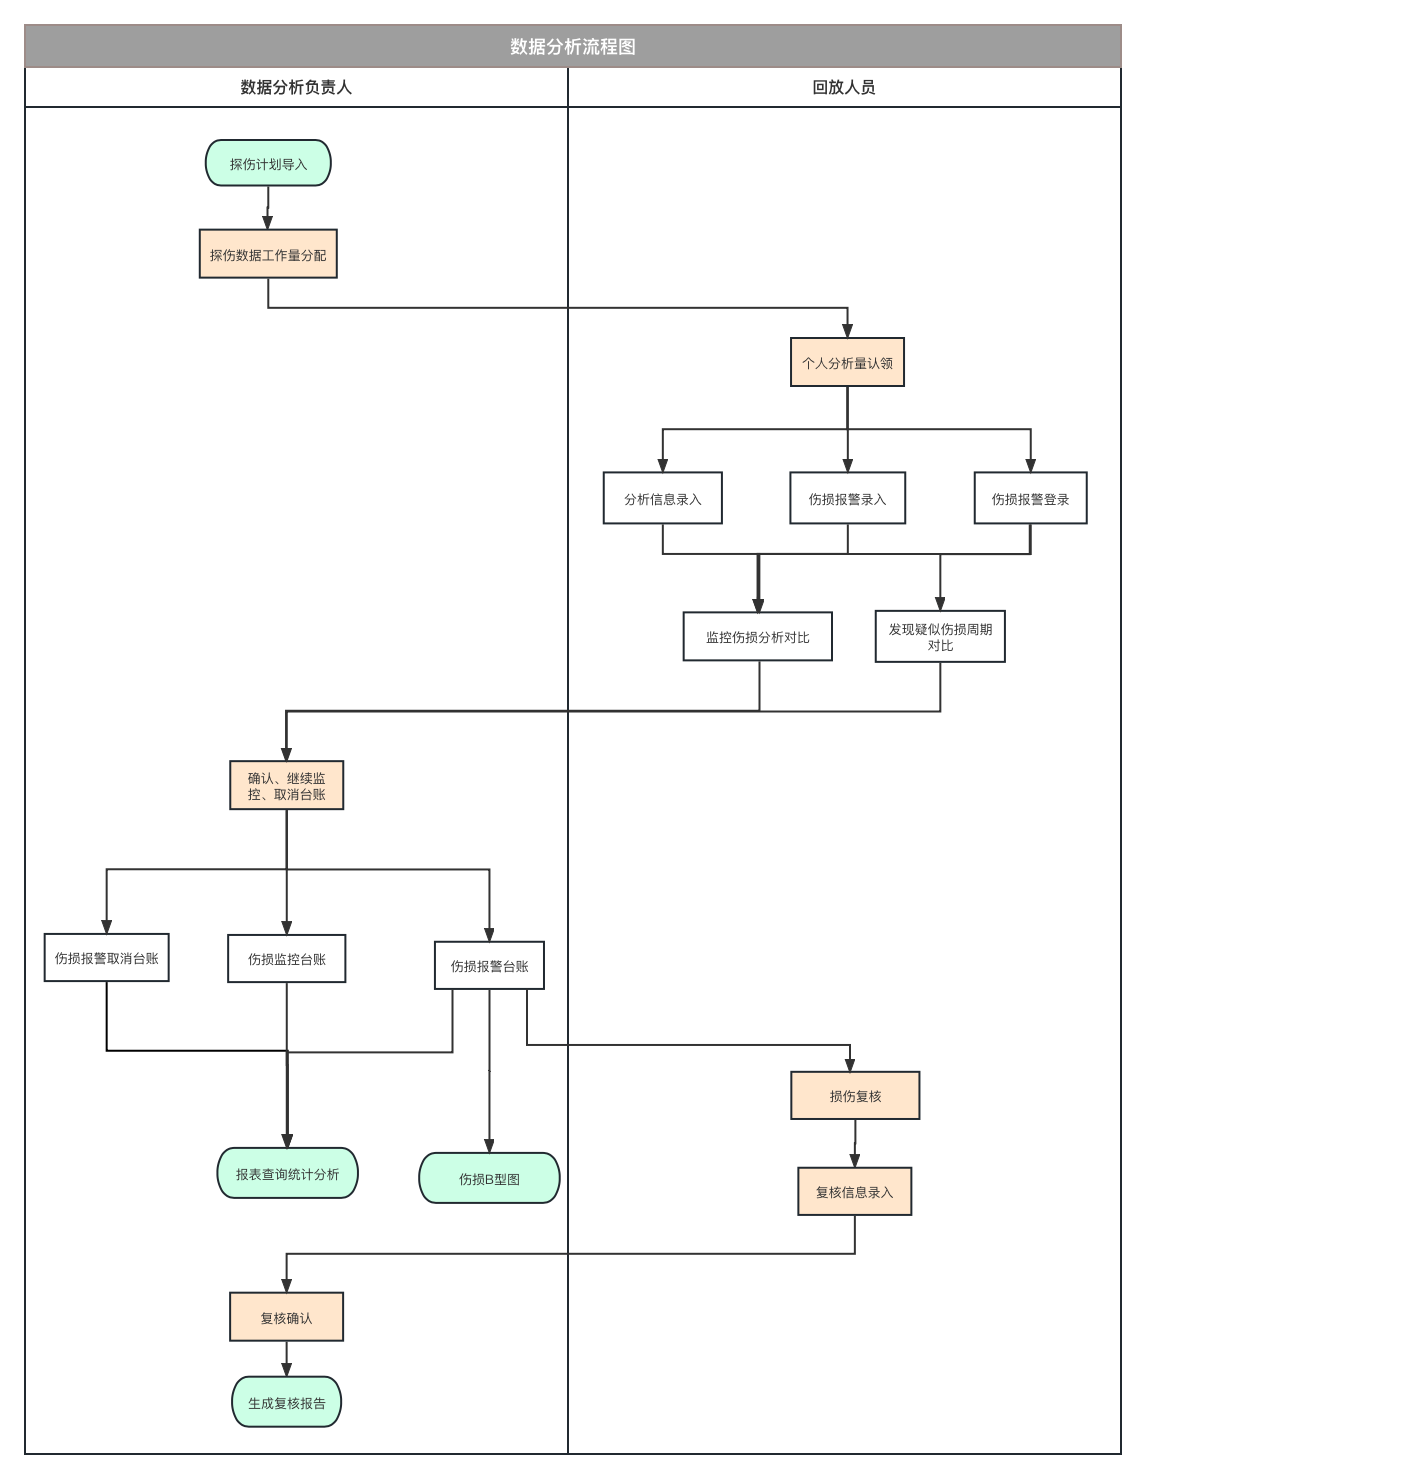 数据分析流程图
数据分析负责人
回放人员
探伤计划导入
探伤数据工作量分配
个人分析量认领
分析信息录入
伤损报警录入
伤损报警登录
监控伤损分析对比
发现疑似伤损周期
对比
确认、继续监
控、取消台账
伤损报警取消台账
伤损监控台账
伤损报警台账
损伤复核
报表查询统计分析
伤损B型图
复核信息录入
复核确认
生成复核报告